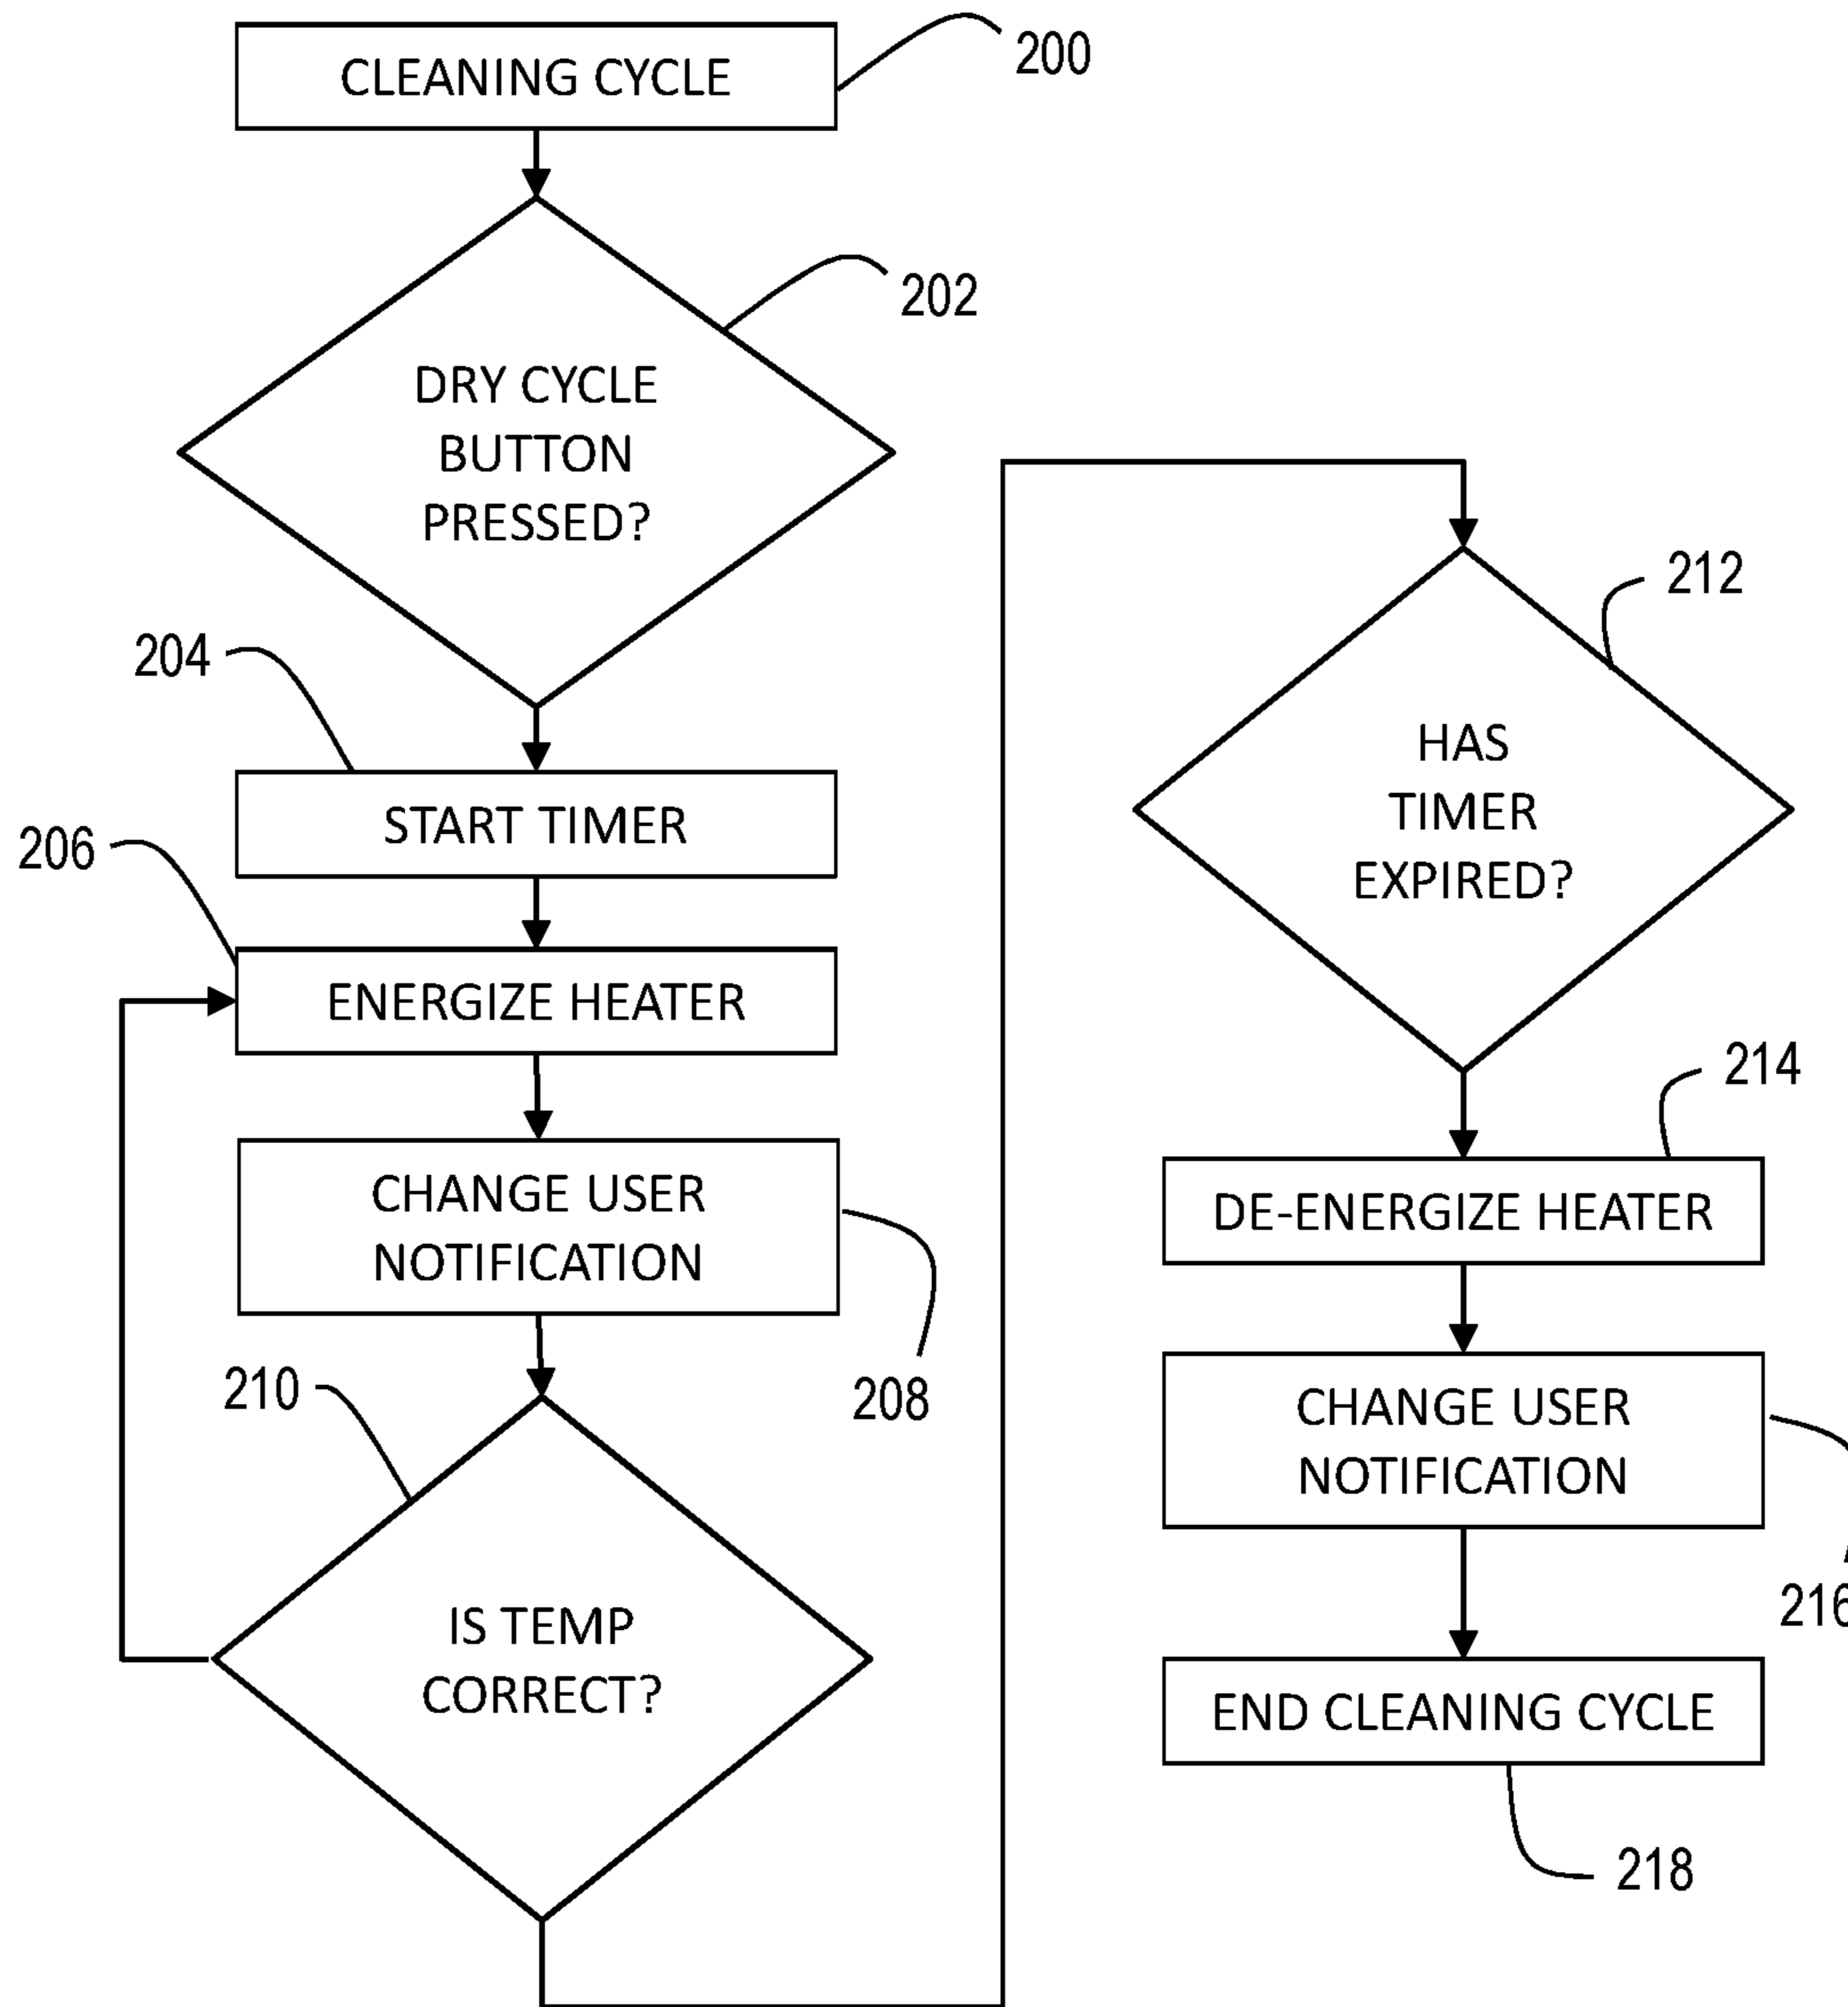 CLEANING CYCLE
200
DRY CYCLE
BUTTON
PRESSED?
202
204
START TIMER
206
ENERGIZE HEATER
CHANGE USER
NOTIFICATION
208
210
IS TEMP
CORRECT?
HAS
TIMER
EXPIRED?
212
214
DE-ENERGIZE HEATER
CHANGE USER
NOTIFICATION
216
END CLEANING CYCLE
218